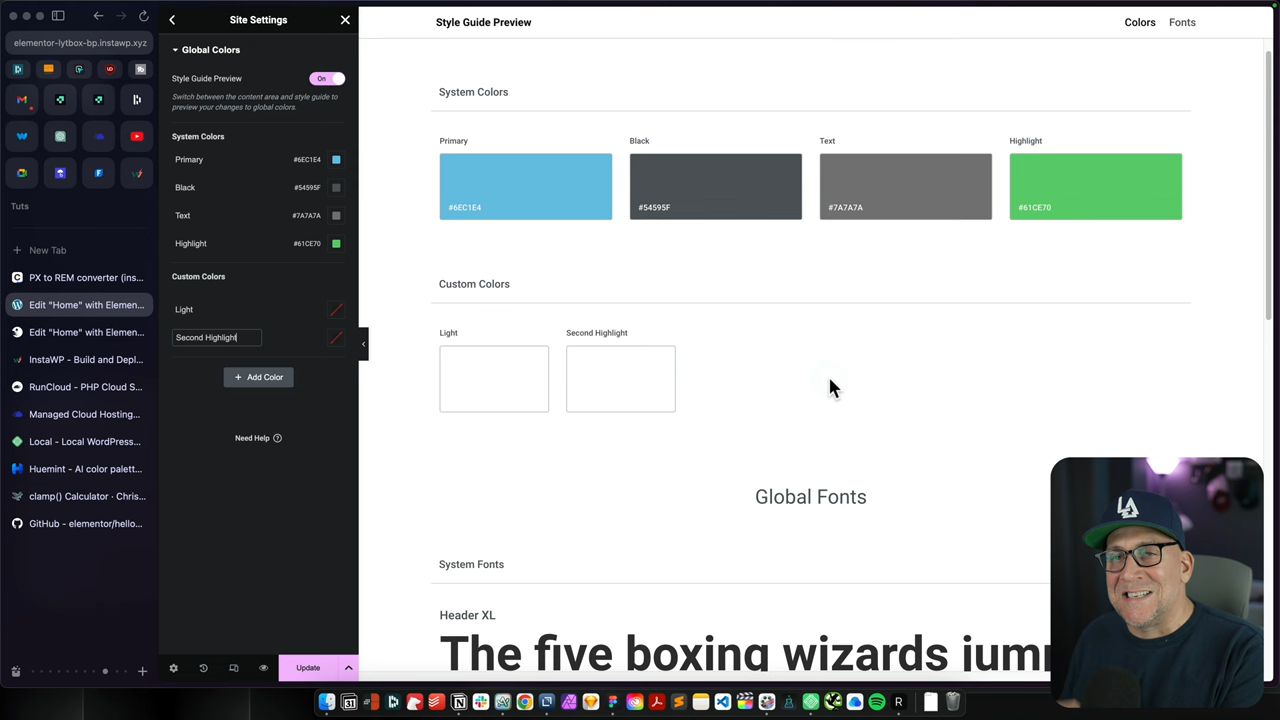 Site Settings
elementor-lytbox-bp.instawp.xyz
Tuts
New Tab
PX to REM converter (ins...
Edit "Home" with Elemen...
Edit "Home" with Elemen...
InstaWP - Build and Depl...
RunCloud - PHP Cloud S...
Managed Cloud Hosting...
Local - Local WordPress...
Huemint - AI color palett...
clamp() Calculator · Chris...
GitHub - elementor/hello...
Global Colors
Style Guide Preview
On
Switch between the content area and style guide to
preview your changes to global colors.
System Colors
Primary #6EC1E4
Black #54595F
Text #7A7A7A
Highlight #61CE70
Custom Colors
Light
Second Highlight
+ Add Color
Need Help ?
Update
Style Guide Preview
Colors Fonts
System Colors
Primary Black Text Highlight
#6EC1E4 #54595F #7A7A7A #61CE70
Custom Colors
Light Second Highlight
Global Fonts
System Fonts
Header XL
The five boxing wizards jum
LA